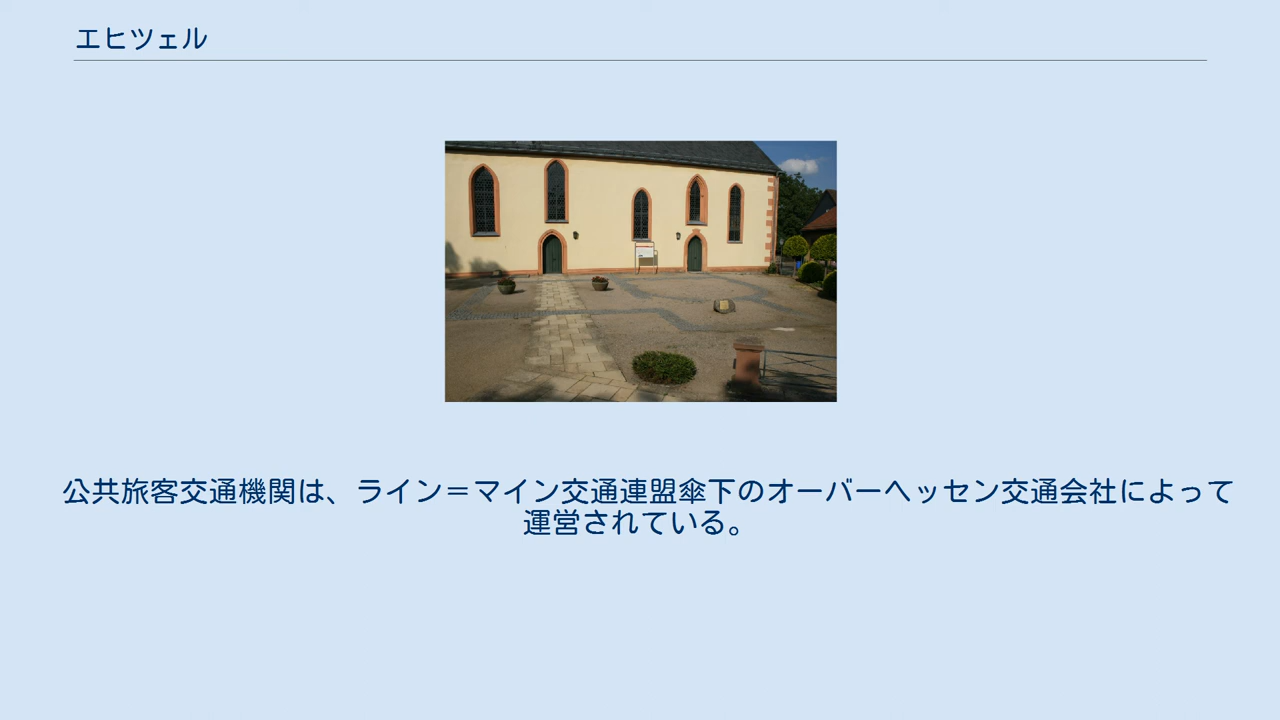 エヒツェル
公共旅客交通機関は、ライン＝マイン交通連盟傘下のオーバーヘッセン交通会社によって
運営されている。